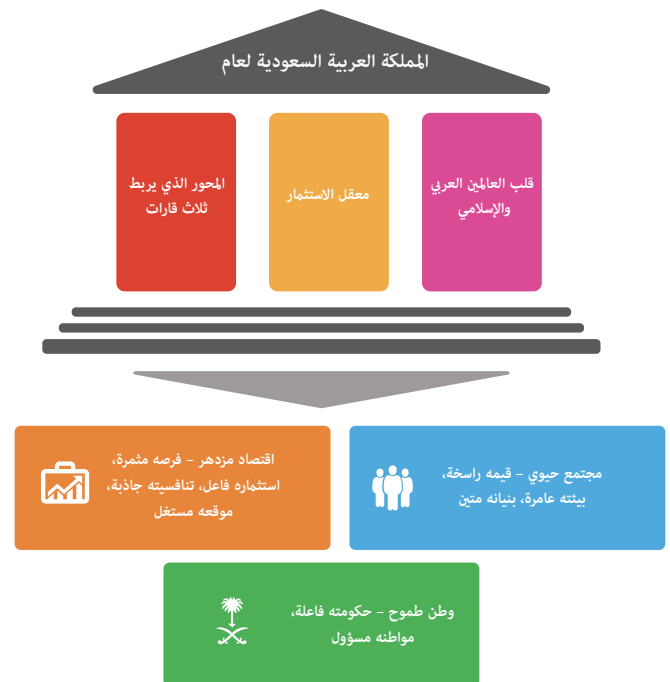 المملكة العربية السعودية لعام
قلب العالمين العربي
والإسلامي
معقل الاستثمار
المحور الذي يربط
ثلاث قارات
مجتمع حيوي – قيمه راسخة،
بيئته عامرة، بنيانه متين
اقتصاد مزدهر – فرصه مثمرة،
استثماره فاعل، تنافسيته جاذبة،
موقعه مستغل
وطن طموح – حكومته فاعلة،
مواطنه مسؤول